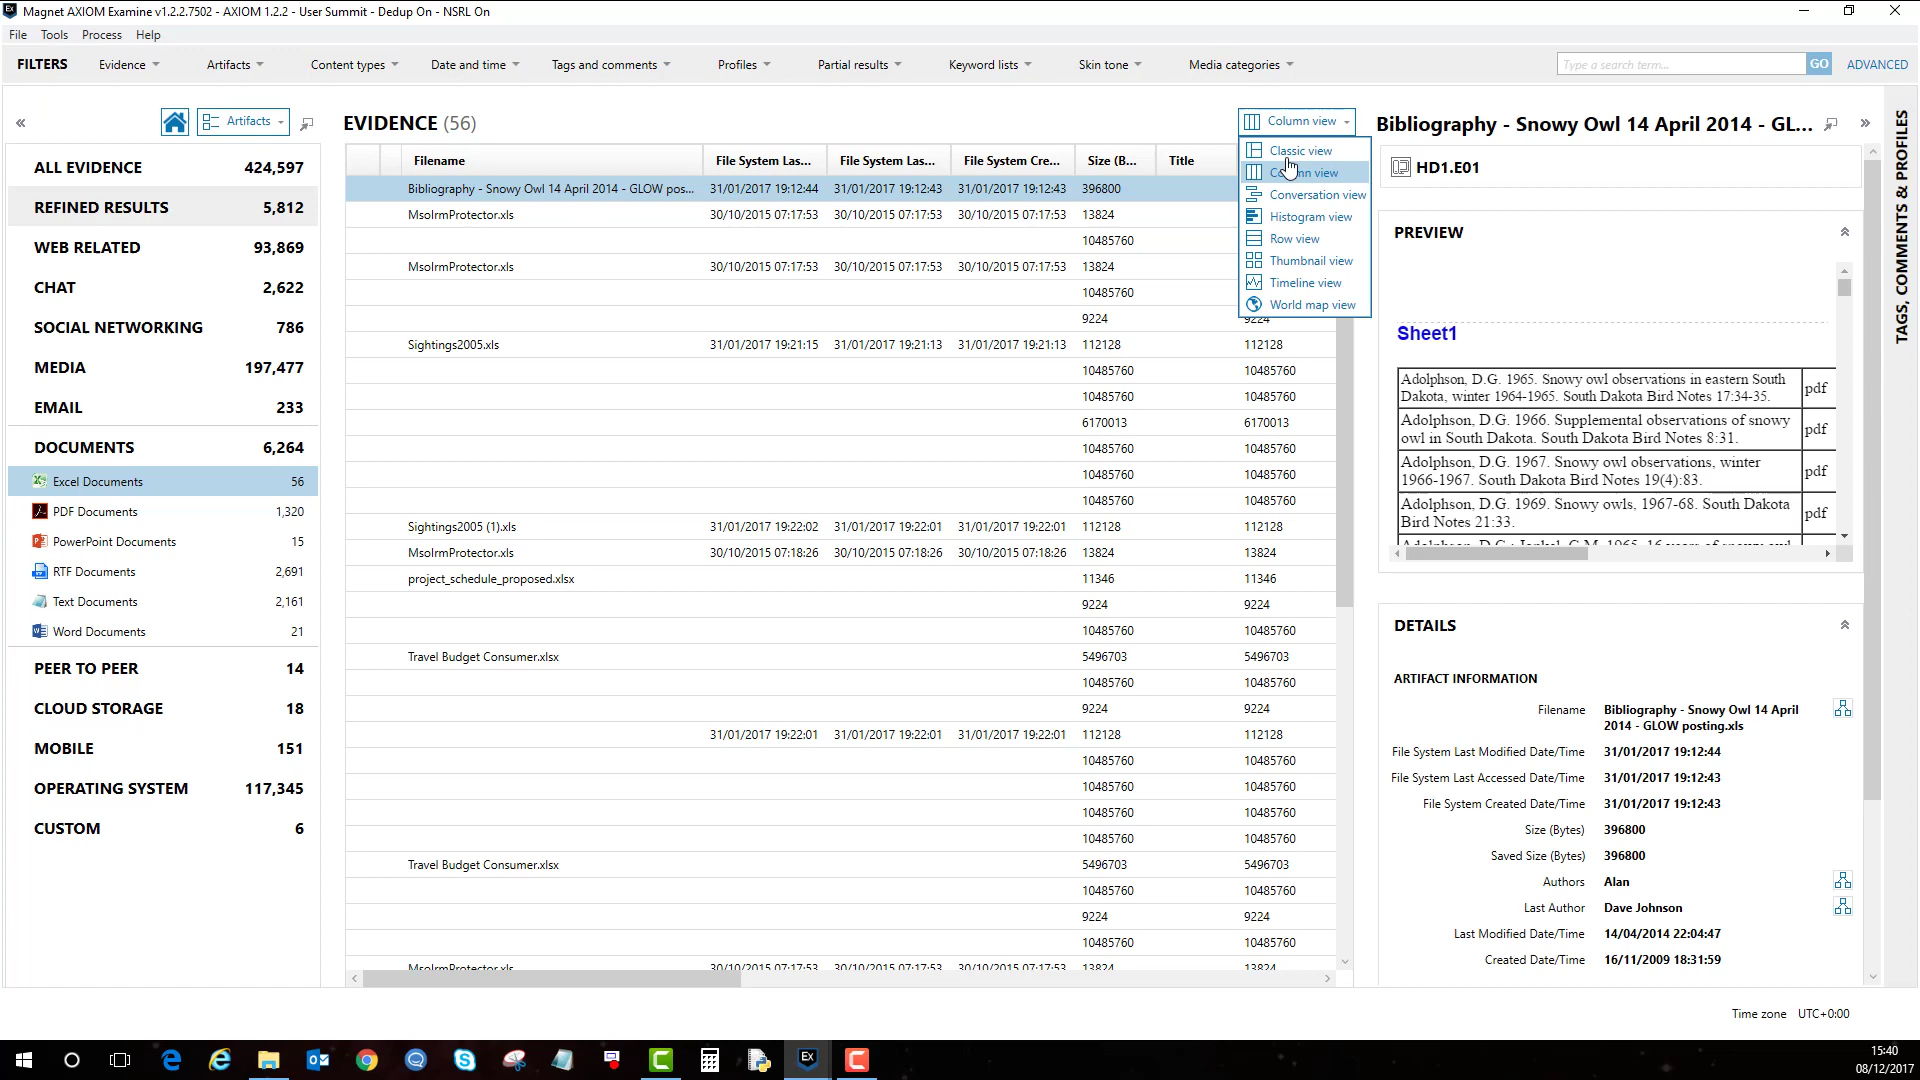 Magnet AXIOM Examine v1.2.2.7502 - AXIOM 1.2.2 - User Summit - Dedup On - NSRL On
File Tools Process Help
FILTERS Evidence Artifacts Content types Date and time Tags and comments Profiles Partial results Keyword lists Skin tone Media categories Type a search term... GO ADVANCED
Artifacts
ALL EVIDENCE 424,597
REFINED RESULTS 5,812
WEB RELATED 93,869
CHAT 2,622
SOCIAL NETWORKING 786
MEDIA 197,477
EMAIL 233
DOCUMENTS 6,264
Excel Documents 56
PDF Documents 1,320
PowerPoint Documents 15
RTF Documents 2,691
Text Documents 2,161
Word Documents 21
PEER TO PEER 14
CLOUD STORAGE 18
MOBILE 151
OPERATING SYSTEM 117,345
CUSTOM 6
EVIDENCE (56)
Column view
Filename File System Las... File System Las... File System Cre... Size (B... Title
Bibliography - Snowy Owl 14 April 2014 - GLOW pos... 31/01/2017 19:12:44 31/01/2017 19:12:43 31/01/2017 19:12:43 396800
MsoIrmProtector.xls 30/10/2015 07:17:53 30/10/2015 07:17:53 30/10/2015 07:17:53 13824
10485760
MsoIrmProtector.xls 30/10/2015 07:17:53 30/10/2015 07:17:53 30/10/2015 07:17:53 13824
10485760
9224 9224
Sightings2005.xls 31/01/2017 19:21:15 31/01/2017 19:21:13 31/01/2017 19:21:13 112128 112128
10485760 10485760
10485760 10485760
6170013 6170013
10485760 10485760
10485760 10485760
10485760 10485760
Sightings2005 (1).xls 31/01/2017 19:22:02 31/01/2017 19:22:01 31/01/2017 19:22:01 112128 112128
MsoIrmProtector.xls 30/10/2015 07:18:26 30/10/2015 07:18:26 30/10/2015 07:18:26 13824 13824
project_schedule_proposed.xlsx 11346 11346
9224 9224
10485760 10485760
Travel Budget Consumer.xlsx 5496703 5496703
10485760 10485760
9224 9224
31/01/2017 19:22:01 31/01/2017 19:22:01 31/01/2017 19:22:01 112128 112128
10485760 10485760
10485760 10485760
10485760 10485760
10485760 10485760
Travel Budget Consumer.xlsx 5496703 5496703
10485760 10485760
9224 9224
10485760 10485760
MsoIrmProtector.xls 30/10/2015 07:17:53 30/10/2015 07:17:53 30/10/2015 07:17:53 13824 13824
Classic view
Column view
Conversation view
Histogram view
Row view
Thumbnail view
Timeline view
World map view
Bibliography - Snowy Owl 14 April 2014 - GL...
HD1.E01
PREVIEW
Sheet1
Adolphson, D.G. 1965. Snowy owl observations in eastern South
Dakota, winter 1964-1965. South Dakota Bird Notes 17:34-35. pdf
Adolphson, D.G. 1966. Supplemental observations of snowy
owl in South Dakota. South Dakota Bird Notes 8:31. pdf
Adolphson, D.G. 1967. Snowy owl observations, winter
1966-1967. South Dakota Bird Notes 19(4):83. pdf
Adolphson, D.G. 1969. Snowy owls, 1967-68. South Dakota
Bird Notes 21:33. pdf
DETAILS
ARTIFACT INFORMATION
Filename Bibliography - Snowy Owl 14 April
2014 - GLOW posting.xls
File System Last Modified Date/Time 31/01/2017 19:12:44
File System Last Accessed Date/Time 31/01/2017 19:12:43
File System Created Date/Time 31/01/2017 19:12:43
Size (Bytes) 396800
Saved Size (Bytes) 396800
Authors Alan
Last Author Dave Johnson
Last Modified Date/Time 14/04/2014 22:04:47
Created Date/Time 16/11/2009 18:31:59
TAGS, COMMENTS & PROFILES
Time zone UTC+0:00
15:40
08/12/2017